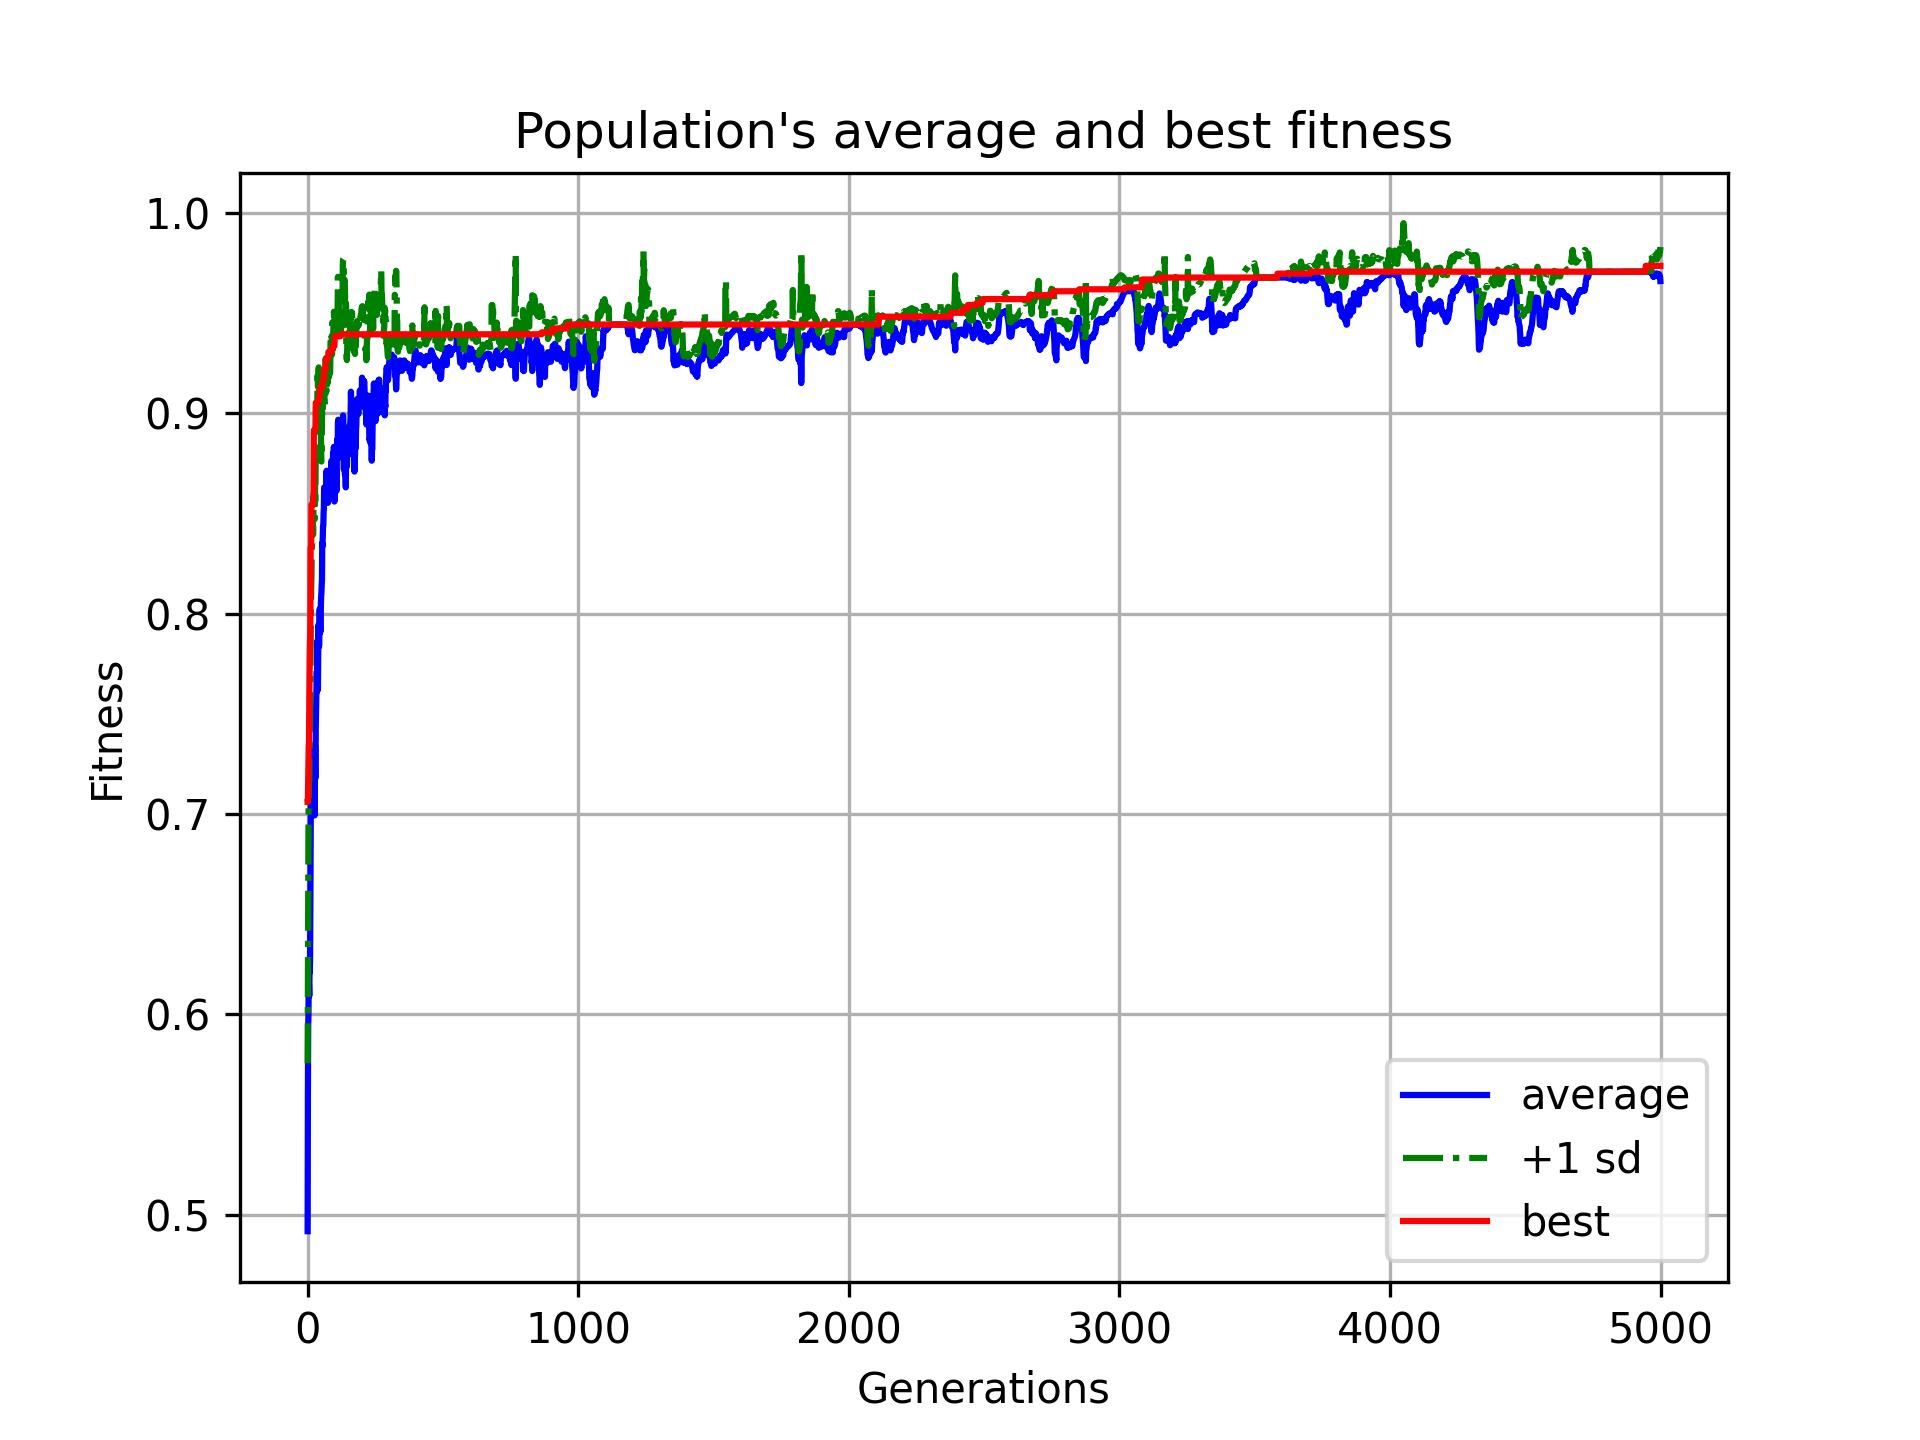 Population's average and best fitness
1.0
0.9
0.8
0.7
0.6
0.5
Fitness
average
+1 sd
best
0 1000 2000 3000 4000 5000
Generations